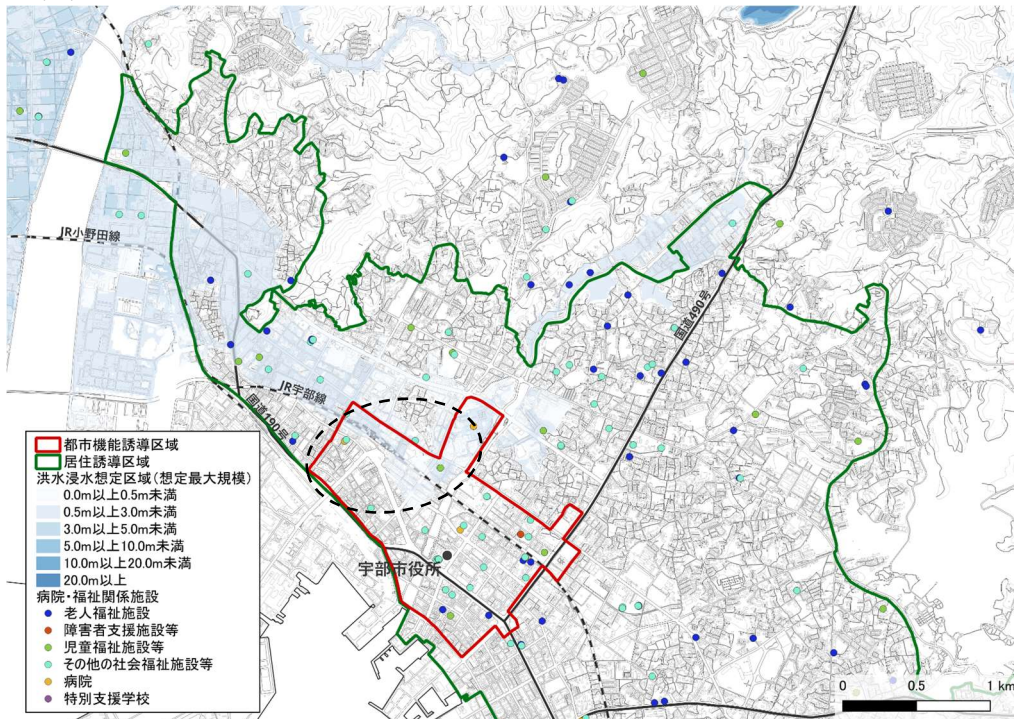 JR小野田線
国道490号
JR宇部線
国道190号
都市機能誘導区域
居住誘導区域
洪水浸水想定区域(想定最大規模)
0.0m以上0.5m未満
0.5m以上3.0m未満
3.0m以上5.0m未満
5.0m以上10.0m未満
10.0m以上20.0m未満
20.0m以上
病院・福祉関係施設
老人福祉施設
障害者支援施設等
児童福祉施設等
その他の社会福祉施設等
病院
特別支援学校
宇部市役所
0 0.5 1 km